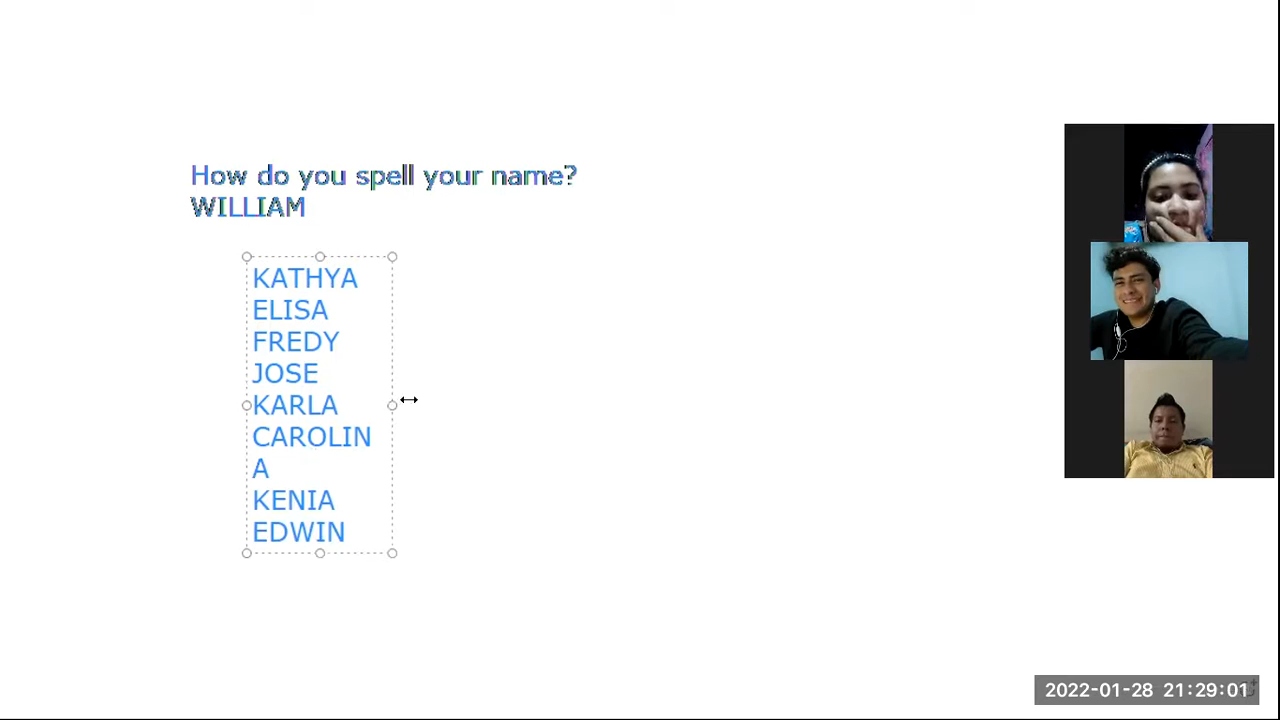 How do you spell your name?
WILLIAM
KATHYA
ELISA
FREDY
JOSE
KARLA
CAROLIN
A
KENIA
EDWIN
2022-01-28 21:29:01